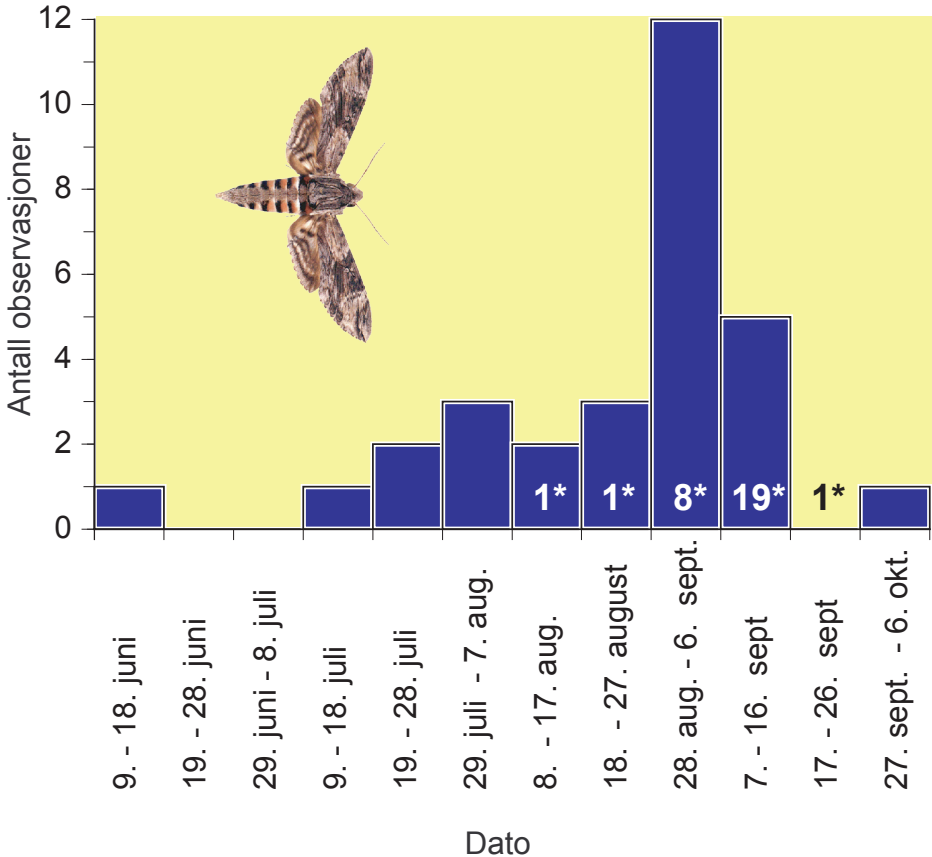 Antall observasjoner
12
10
8
6
4
2
0
1*
1*
8*
19*
1*
9. - 18. juni
19. - 28. juni
29. juni - 8. juli
9. - 18. juli
19. - 28. juli
29. juli - 7. aug.
8. - 17. aug.
18. - 27. august
28. aug. - 6. sept.
7. - 16. sept
17. - 26. sept
27. sept. - 6. okt.
Dato